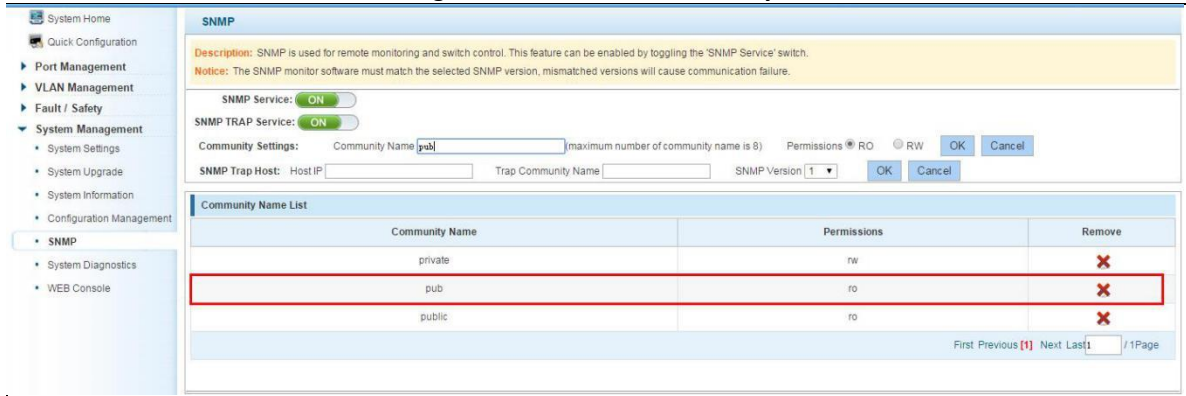 System Home
Quick Configuration
Port Management
VLAN Management
Fault / Safety
System Management
System Settings
System Upgrade
System Information
Configuration Management
SNMP
System Diagnostics
WEB Console
SNMP
Description: SNMP is used for remote monitoring and switch control. This feature can be enabled by toggling the 'SNMP Service' switch.
Notice: The SNMP monitor software must match the selected SNMP version, mismatched versions will cause communication failure.
SNMP Service: ON
SNMP TRAP Service: ON
Community Settings: Community Name pub (maximum number of community name is 8) Permissions RO RW OK Cancel
SNMP Trap Host: Host IP Trap Community Name SNMP Version 1 OK Cancel
Community Name List
Community Name Permissions Remove
private rw
pub ro
public ro
First Previous [1] Next Last 1 / 1Page